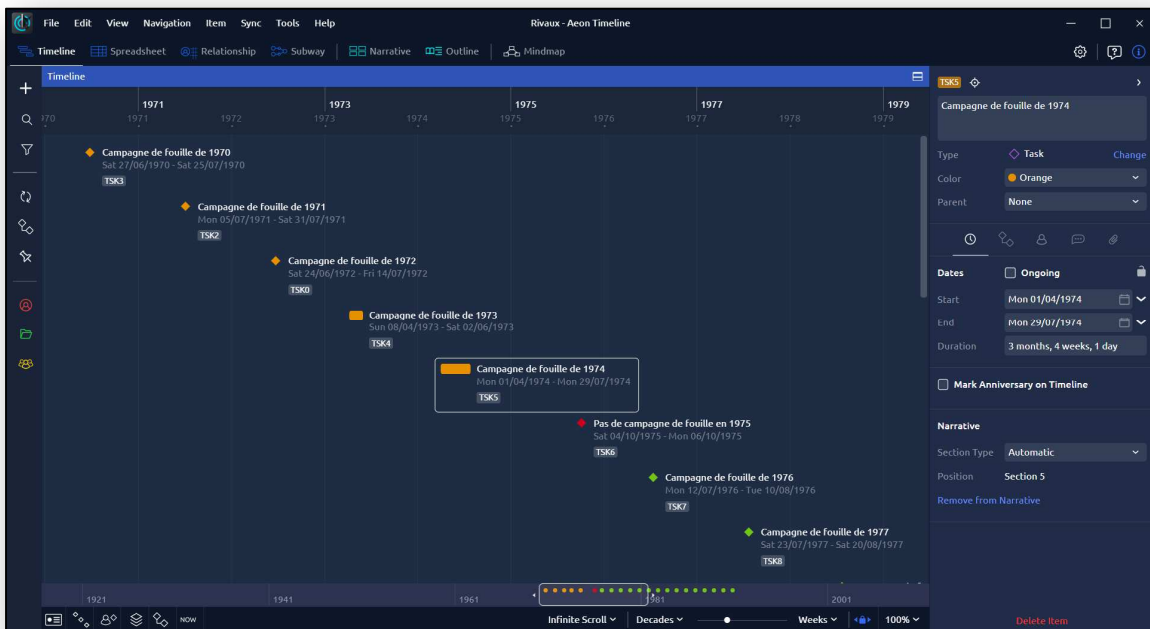 File Edit View Navigation Item Sync Tools Help Rivaux - Aeon Timeline
Timeline Spreadsheet Relationship Subway Narrative Outline Mindmap
Timeline
1971 1973 1975 1977 1979
970 1971 1972 1973 1974 1975 1976 1977 1978 1979
Campagne de fouille de 1970
Sat 27/06/1970 - Sat 25/07/1970
TSK3
Campagne de fouille de 1971
Mon 05/07/1971 - Sat 31/07/1971
TSK2
Campagne de fouille de 1972
Sat 24/06/1972 - Fri 14/07/1972
TSK0
Campagne de fouille de 1973
Sun 08/04/1973 - Sat 02/06/1973
TSK4
Campagne de fouille de 1974
Mon 01/04/1974 - Mon 29/07/1974
TSK5
Pas de campagne de fouille en 1975
Sat 04/10/1975 - Mon 06/10/1975
TSK6
Campagne de fouille de 1976
Mon 12/07/1976 - Tue 10/08/1976
TSK7
Campagne de fouille de 1977
Sat 23/07/1977 - Sat 20/08/1977
TSK8
1921 1941 1961 1981 2001
NOW Infinite Scroll Decades Weeks 100%
TSK5
Campagne de fouille de 1974
Type Task Change
Color Orange
Parent None
Dates Ongoing
Start Mon 01/04/1974
End Mon 29/07/1974
Duration 3 months, 4 weeks, 1 day
Mark Anniversary on Timeline
Narrative
Section Type Automatic
Position Section 5
Remove from Narrative
Delete Item